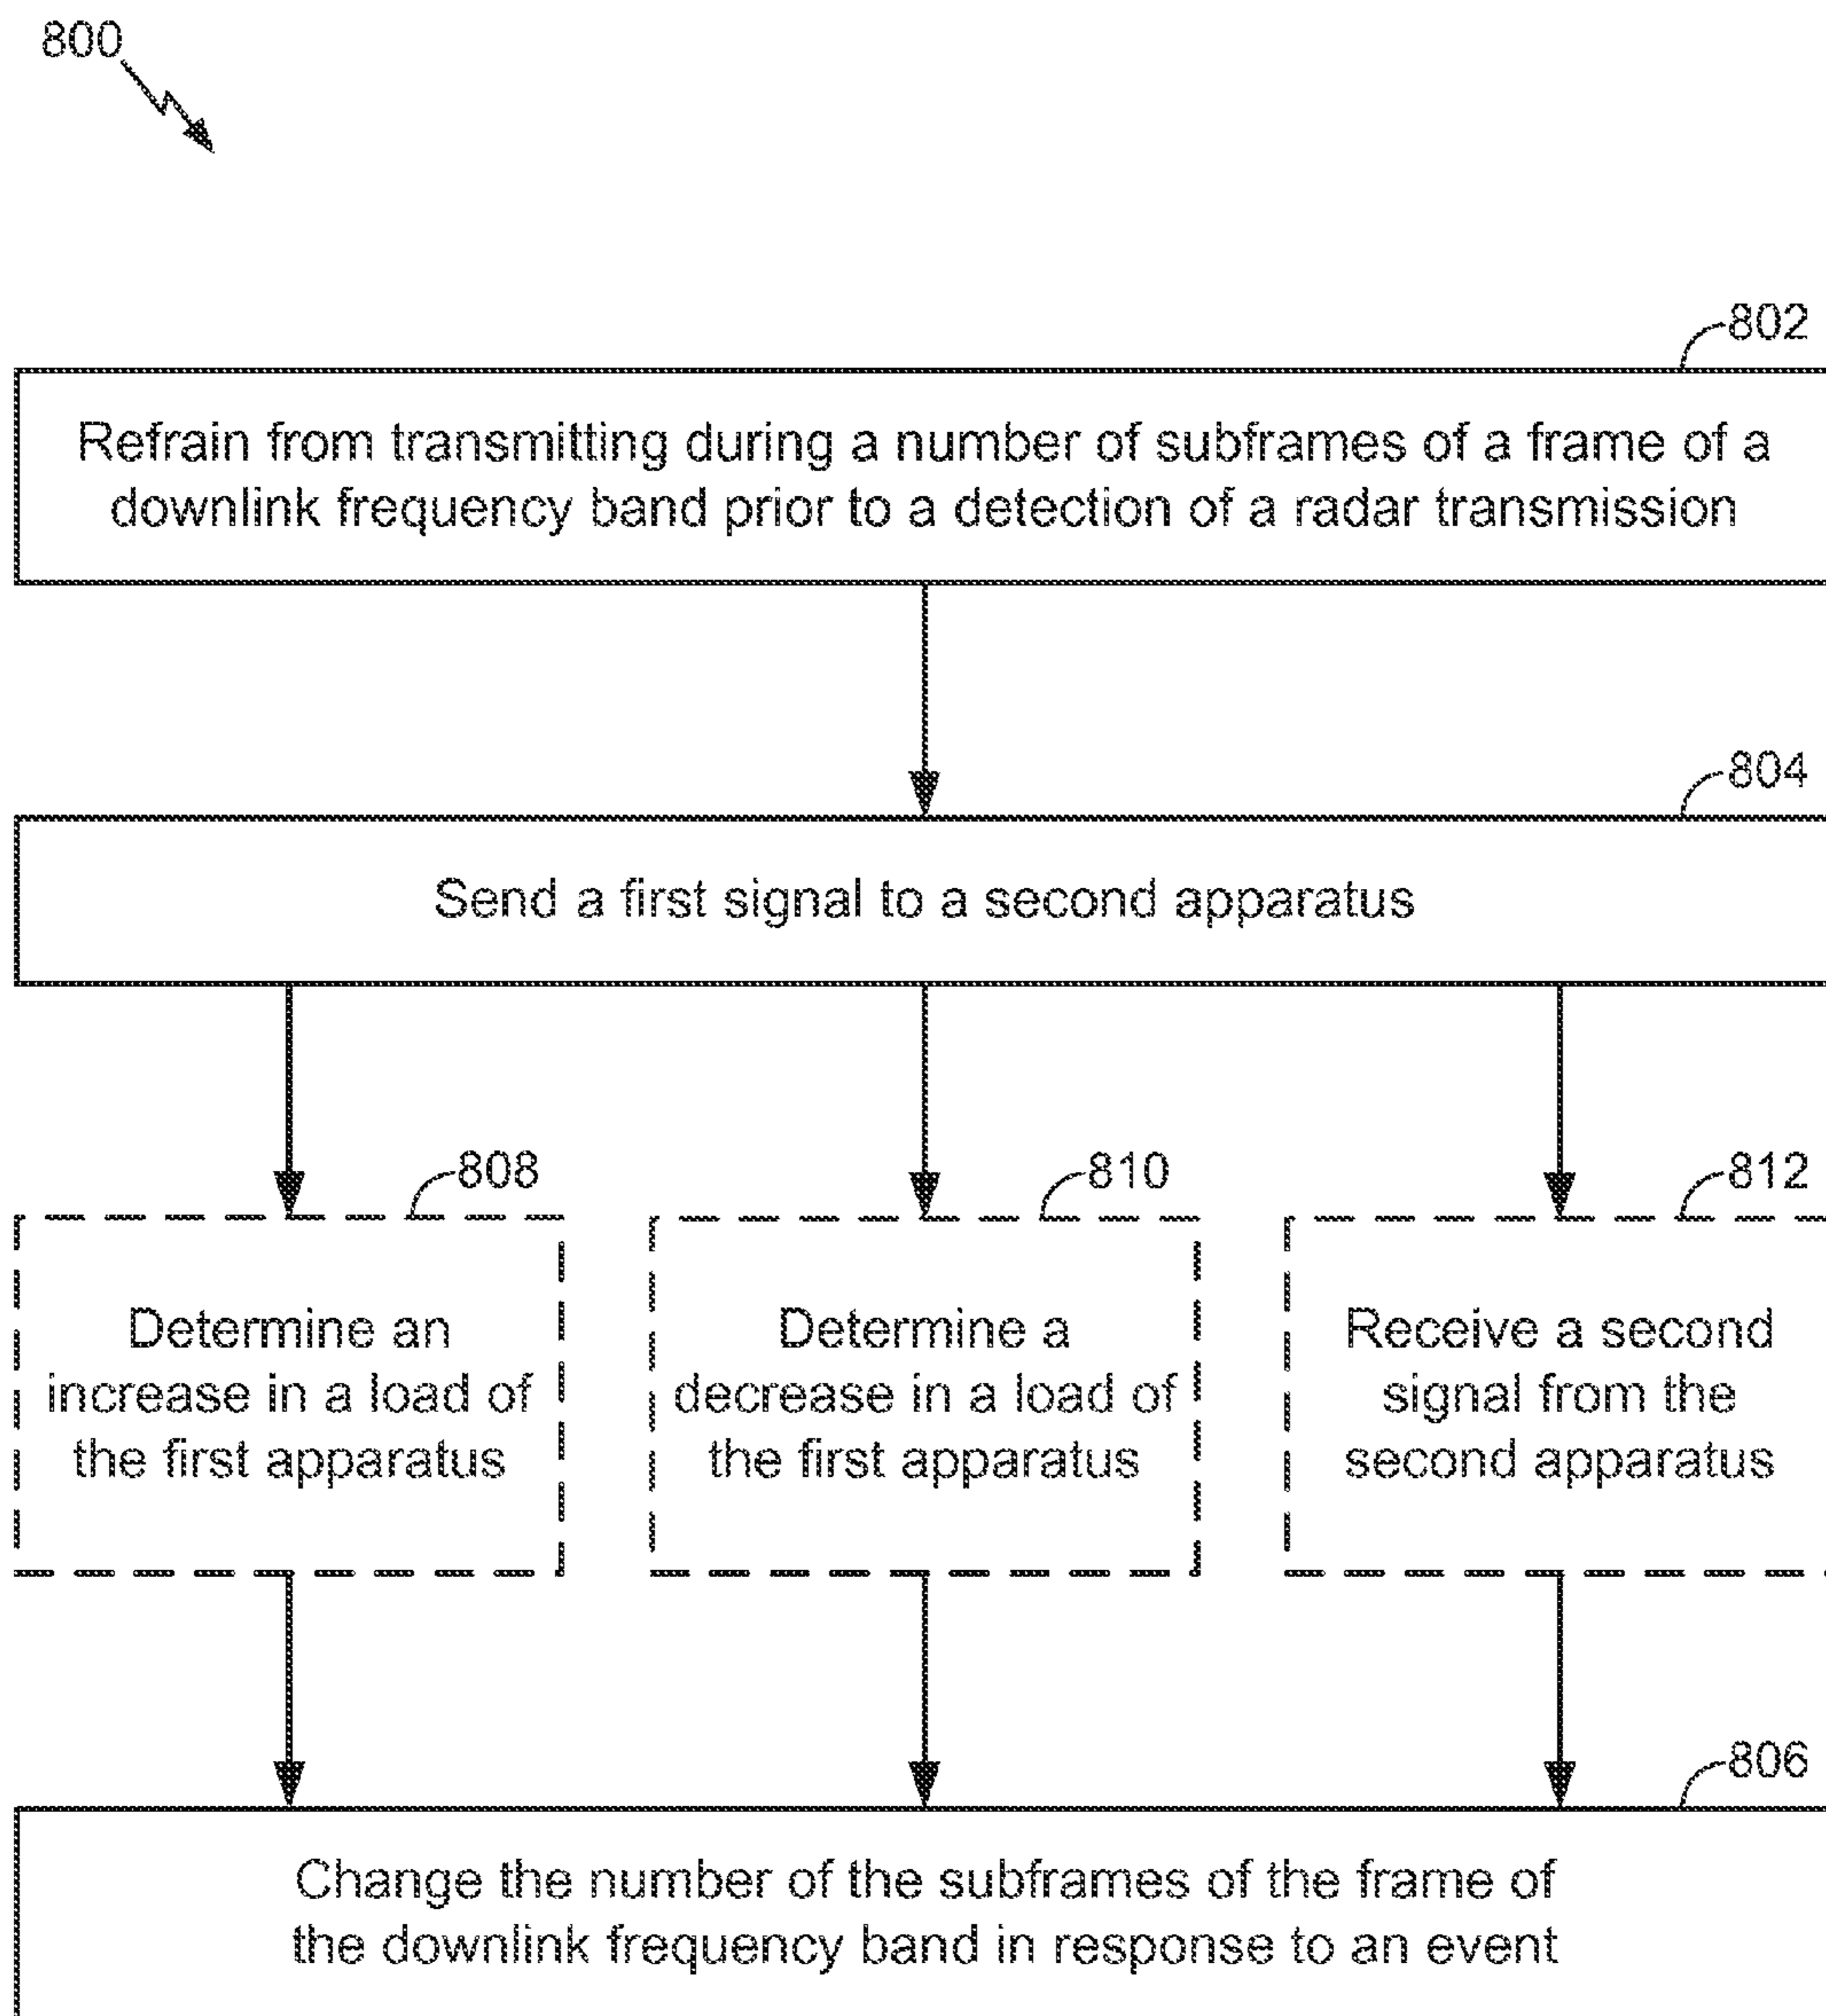 800
802
Refrain from transmitting during a number of subframes of a frame of a
downlink frequency band prior to a detection of a radar transmission
804
Send a first signal to a second apparatus
808
Determine an
increase in a load of
the first apparatus
810
Determine a
decrease in a load of
the first apparatus
812
Receive a second
signal from the
second apparatus
806
Change the number of the subframes of the frame of
the downlink frequency band in response to an event